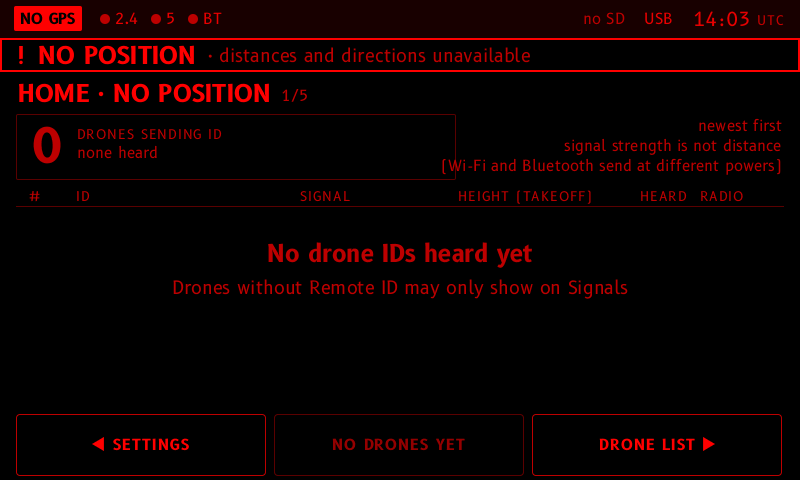 NO GPS 2.4 5 BT no SD USB 14:03 UTC
! NO POSITION · distances and directions unavailable
HOME · NO POSITION 1/5
0 DRONES SENDING ID
none heard
newest first
signal strength is not distance
(Wi-Fi and Bluetooth send at different powers)
# ID SIGNAL HEIGHT (TAKEOFF) HEARD RADIO
No drone IDs heard yet
Drones without Remote ID may only show on Signals
◀ SETTINGS NO DRONES YET DRONE LIST ▶